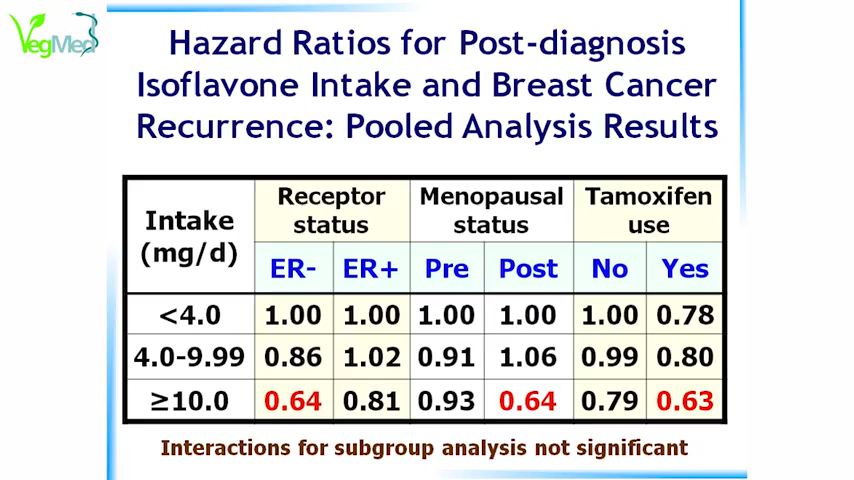 VegMed
Hazard Ratios for Post-diagnosis
Isoflavone Intake and Breast Cancer
Recurrence: Pooled Analysis Results
Intake
(mg/d)
Receptor
status
Menopausal
status
Tamoxifen
use
ER- ER+ Pre Post No Yes
<4.0 1.00 1.00 1.00 1.00 1.00 0.78
4.0-9.99 0.86 1.02 0.91 1.06 0.99 0.80
≥10.0 0.64 0.81 0.93 0.64 0.79 0.63
Interactions for subgroup analysis not significant